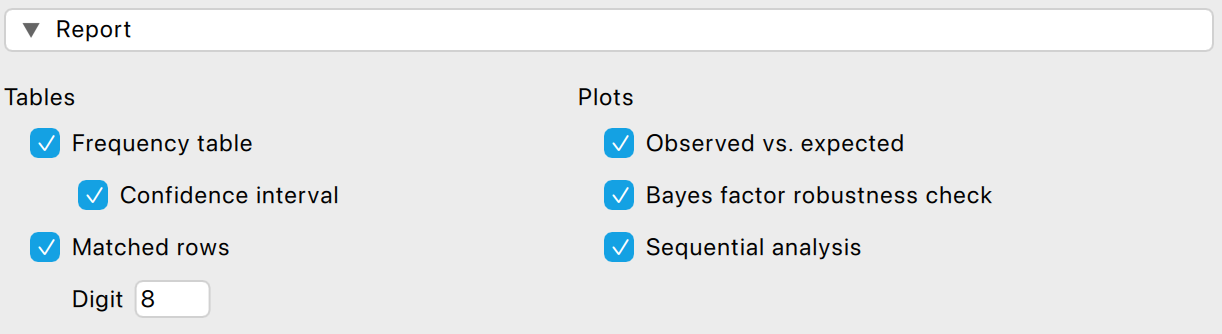 Report
Tables
Frequency table
Confidence interval
Matched rows
Digit 8
Plots
Observed vs. expected
Bayes factor robustness check
Sequential analysis